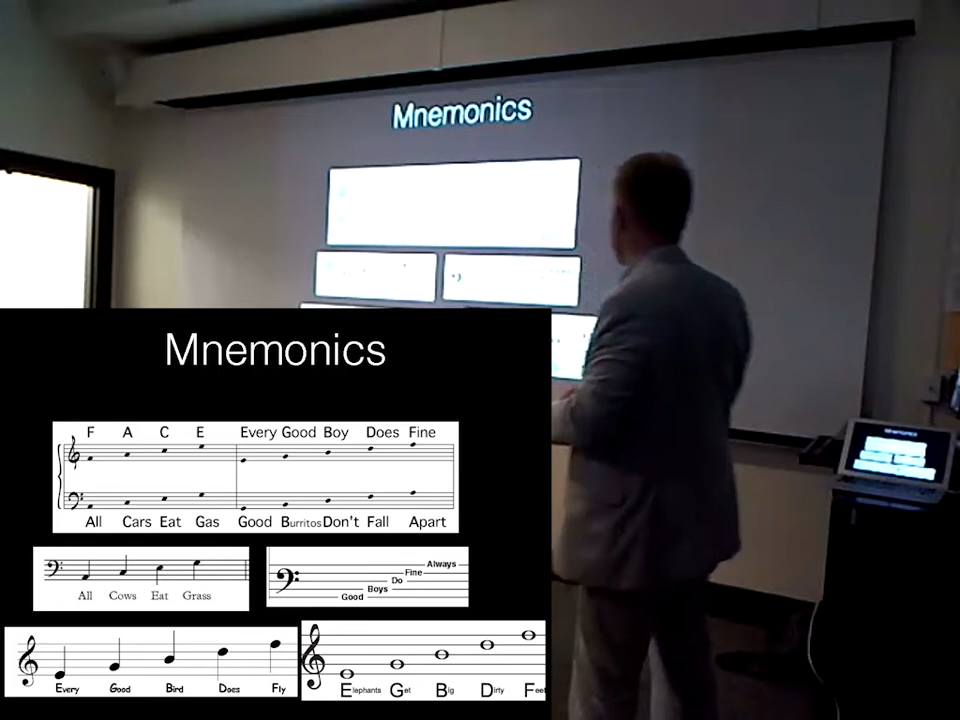 Mnemonics
Mnemonics
F A C E Every Good Boy Does Fine
All Cars Eat Gas Good Burritos Don't Fall Apart
All Cows Eat Grass
Always
Fine
Do
Boys
Good
Every Good Bird Does Fly
Elephants Get Big Dirty Feet